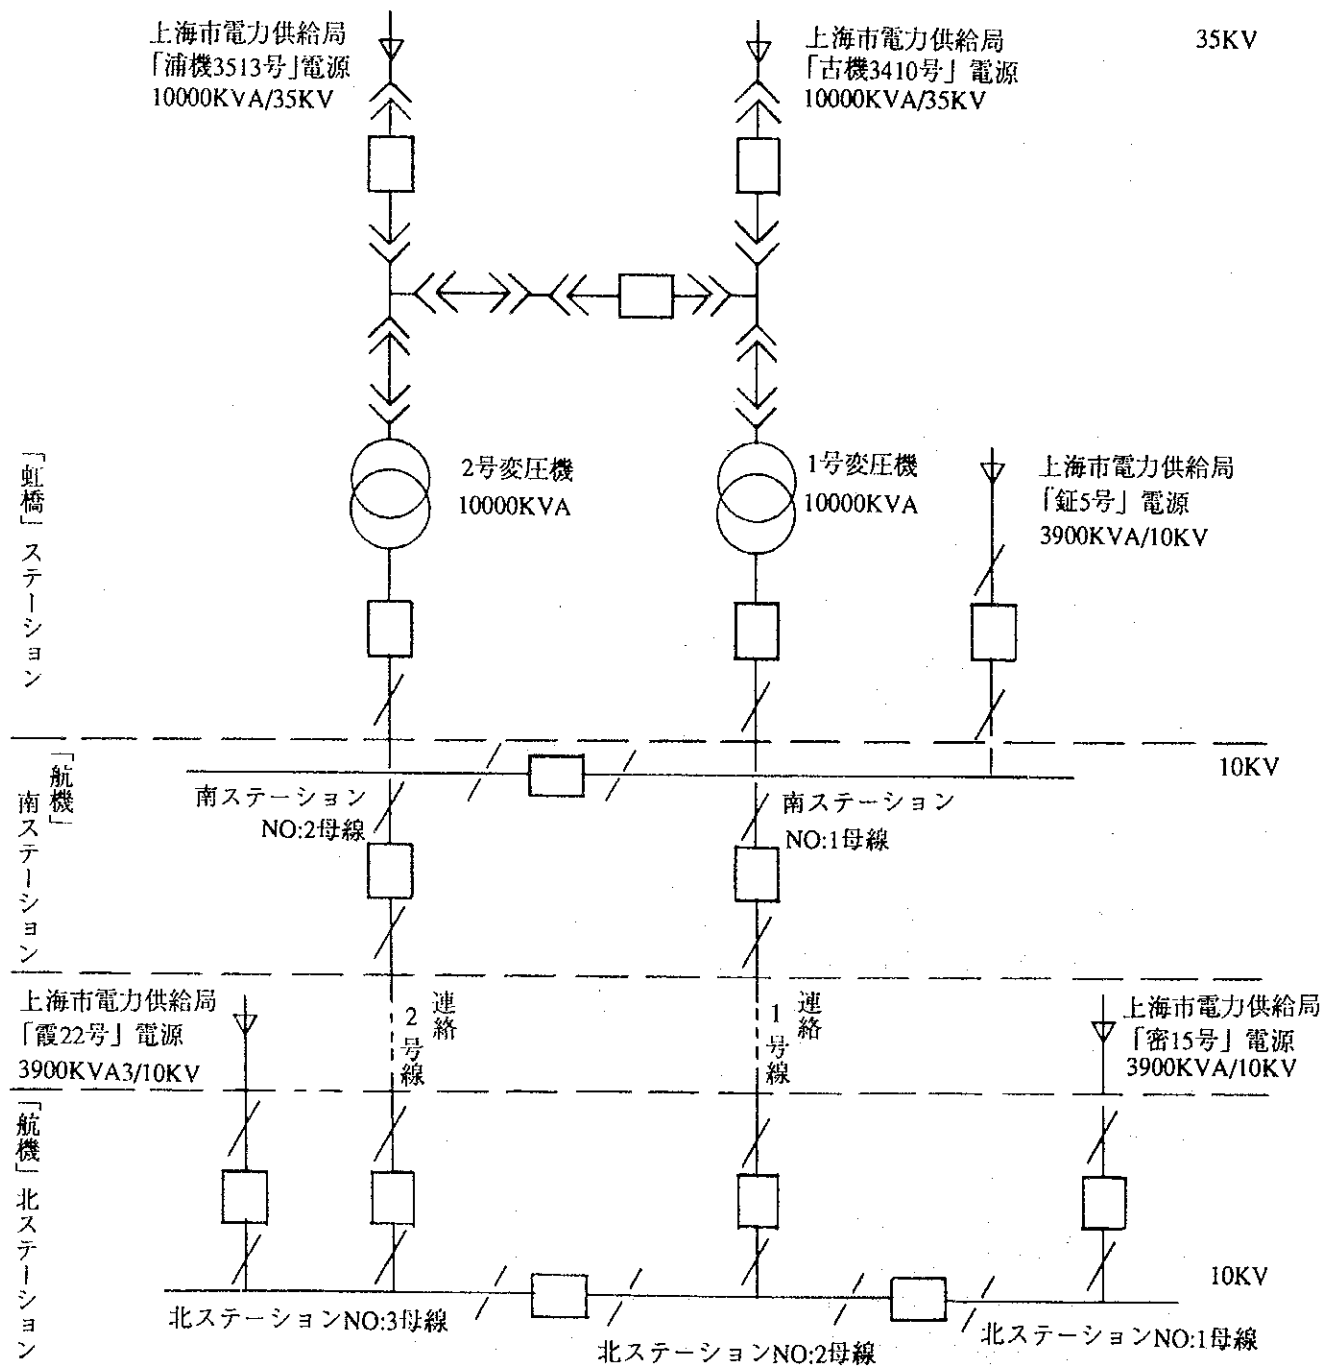 上海市電力供給局
「浦機3513号」電源
10000KVA/35KV
上海市電力供給局
「古機3410号」電源
10000KVA/35KV
35KV
「虹橋」ステーション
2号変圧機
10000KVA
1号変圧機
10000KVA
上海市電力供給局
「鉦5号」電源
3900KVA/10KV
「航機」
南ステーション
10KV
南ステーション
NO:2母線
南ステーション
NO:1母線
上海市電力供給局
「霞22号」電源
3900KVA3/10KV
連絡
2号線
連絡
1号線
上海市電力供給局
「密15号」電源
3900KVA/10KV
「航機」北ステーション
10KV
北ステーションNO:3母線
北ステーションNO:2母線
北ステーションNO:1母線